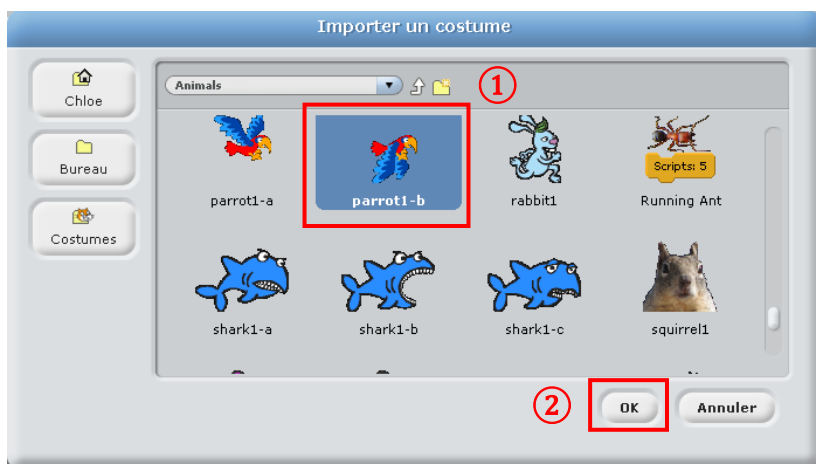 Importer un costume
Chloe
Bureau
Costumes
Animals
①
Scripts: 5
parrot1-a
parrot1-b
rabbit1
Running Ant
shark1-a
shark1-b
shark1-c
squirrel1
②
OK
Annuler